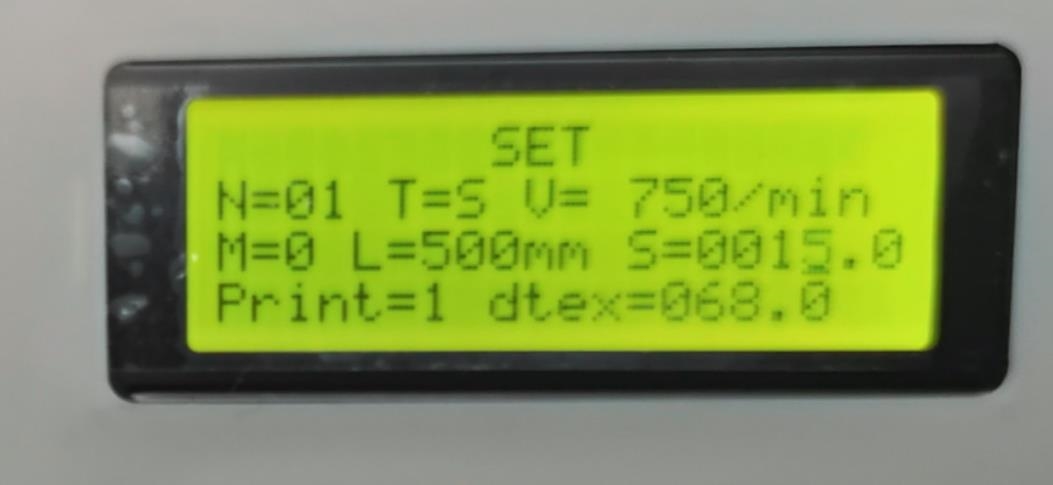 SET
N=01 T=S V= 750/min
M=0 L=500mm S=0015.0
Print=1 dtex=068.0